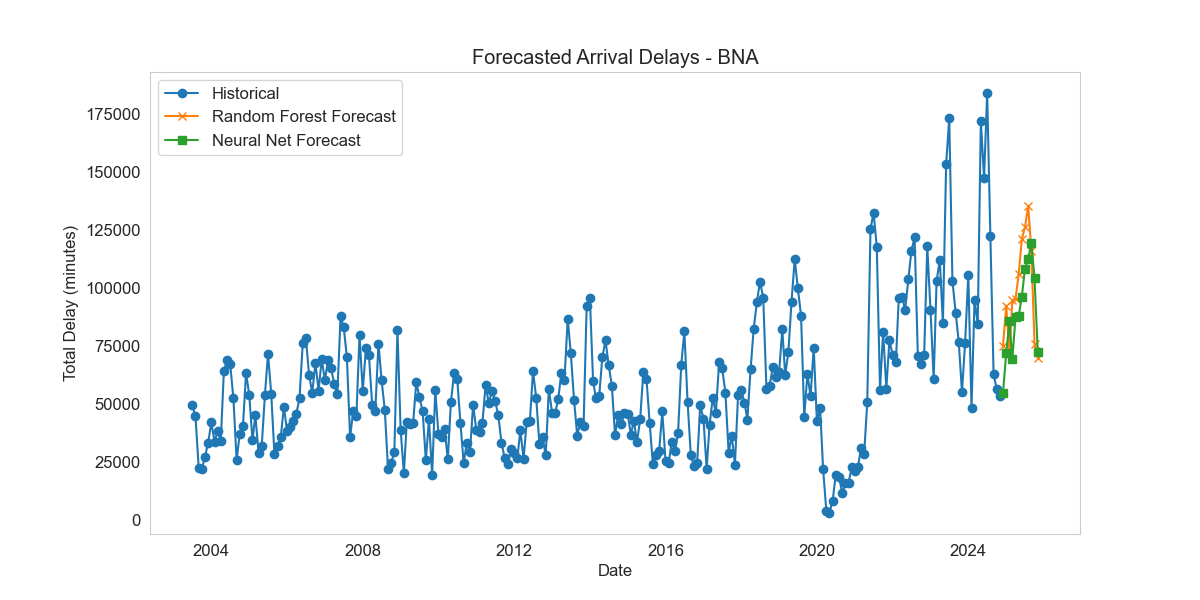 Forecasted Arrival Delays - BNA
Historical
Random Forest Forecast
Neural Net Forecast
175000
150000
125000
100000
75000
50000
25000
0
Total Delay (minutes)
2004 2008 2012 2016 2020 2024
Date